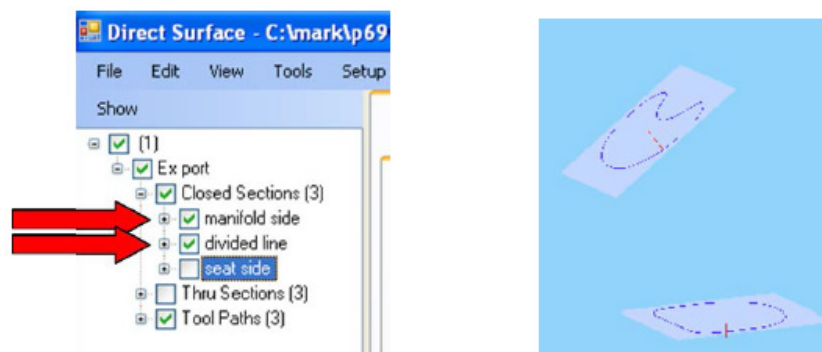 Direct Surface - C:\mark\p69
File Edit View Tools Setup
Show
(1)
Ex port
Closed Sections (3)
manifold side
divided line
seat side
Thru Sections (3)
Tool Paths (3)